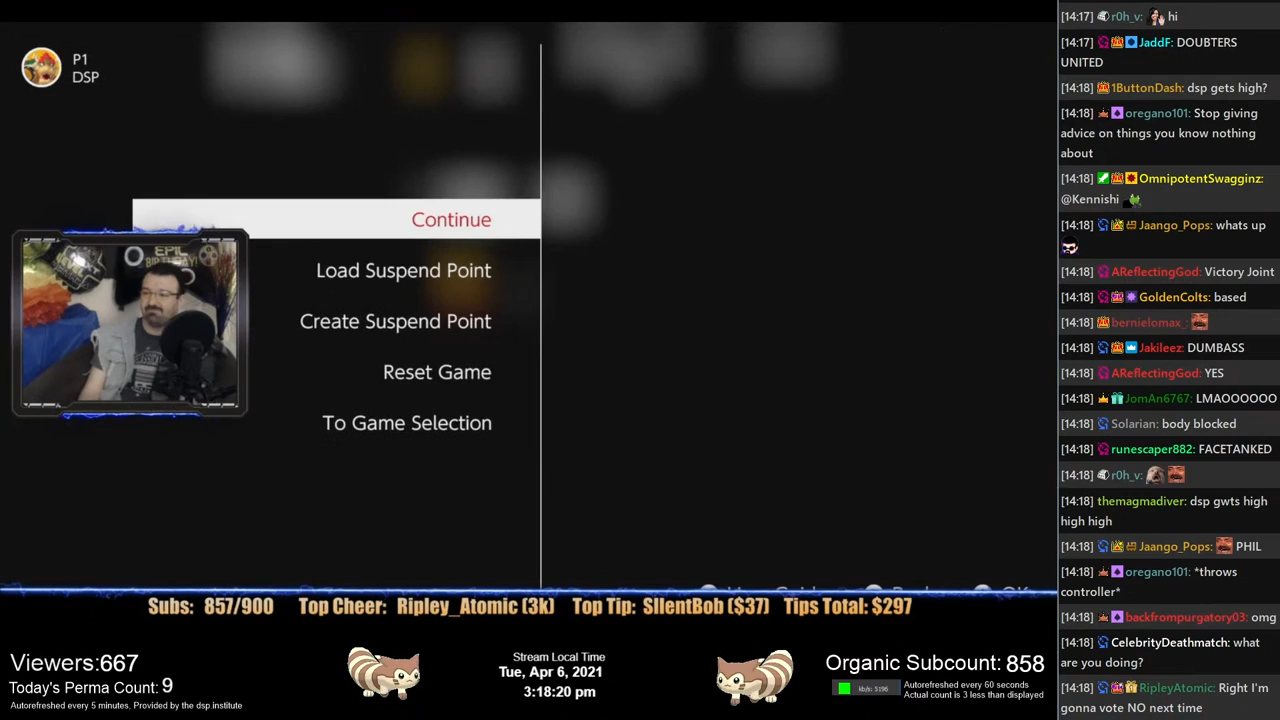 P1
DSP
Continue
Load Suspend Point
Create Suspend Point
Reset Game
To Game Selection
EPIC
BIRTHDAY!
Subs: 857/900 Top Cheer: Ripley_Atomic (3k) Top Tip: SIlentBob ($37) Tips Total: $297
Viewers:667
Today's Perma Count: 9
Autorefreshed every 5 minutes. Provided by the dsp.institute
Stream Local Time
Tue, Apr 6, 2021
3:18:20 pm
Organic Subcount: 858
kb/s: 5196
Autorefreshed every 60 seconds
Actual count is 3 less than displayed
[14:17] r0h_v: hi
[14:17] JaddF: DOUBTERS
UNITED
[14:18] 1ButtonDash: dsp gets high?
[14:18] oregano101: Stop giving
advice on things you know nothing
about
[14:18] OmnipotentSwagginz:
@Kennishi
[14:18] Jaango_Pops: whats up
[14:18] AReflectingGod: Victory Joint
[14:18] GoldenColts: based
[14:18] bernielomax_:
[14:18] Jakileez: DUMBASS
[14:18] AReflectingGod: YES
[14:18] JomAn6767: LMAOOOOOO
[14:18] Solarian: body blocked
[14:18] runescaper882: FACETANKED
[14:18] r0h_v:
[14:18] themagmadiver: dsp gwts high
high high
[14:18] Jaango_Pops: PHIL
[14:18] oregano101: *throws
controller*
[14:18] backfrompurgatory03: omg
[14:18] CelebrityDeathmatch: what
are you doing?
[14:18] RipleyAtomic: Right I'm
gonna vote NO next time